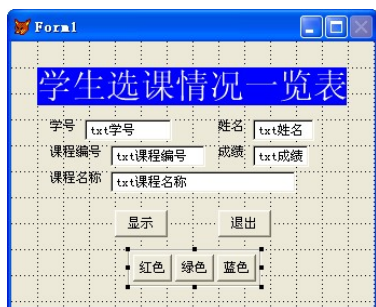 Form1
学生选课情况一览表
学号 txt学号 姓名 txt姓名
课程编号 txt课程编号 成绩 txt成绩
课程名称 txt课程名称
显示 退出
红色 绿色 蓝色